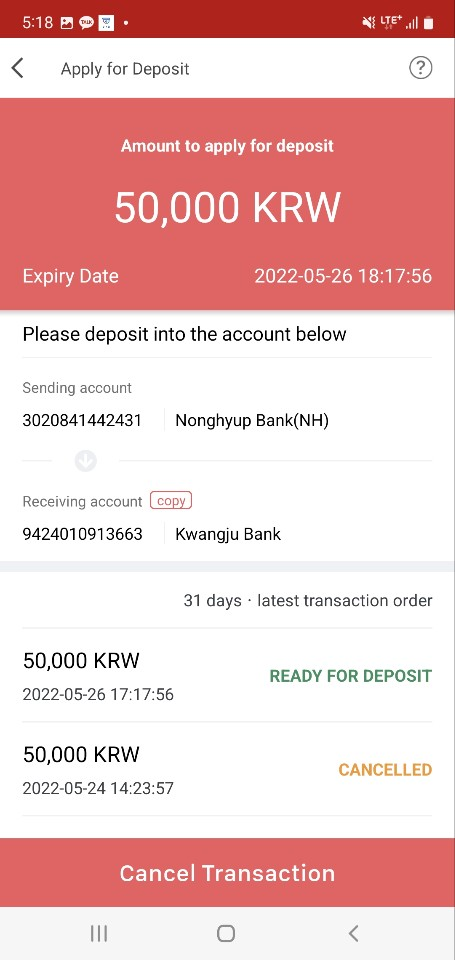 5:18 TALK LTE+
Apply for Deposit ?
Amount to apply for deposit
50,000 KRW
Expiry Date 2022-05-26 18:17:56
Please deposit into the account below
Sending account
3020841442431 Nonghyup Bank(NH)
Receiving account copy
9424010913663 Kwangju Bank
31 days · latest transaction order
50,000 KRW
READY FOR DEPOSIT
2022-05-26 17:17:56
50,000 KRW
CANCELLED
2022-05-24 14:23:57
Cancel Transaction